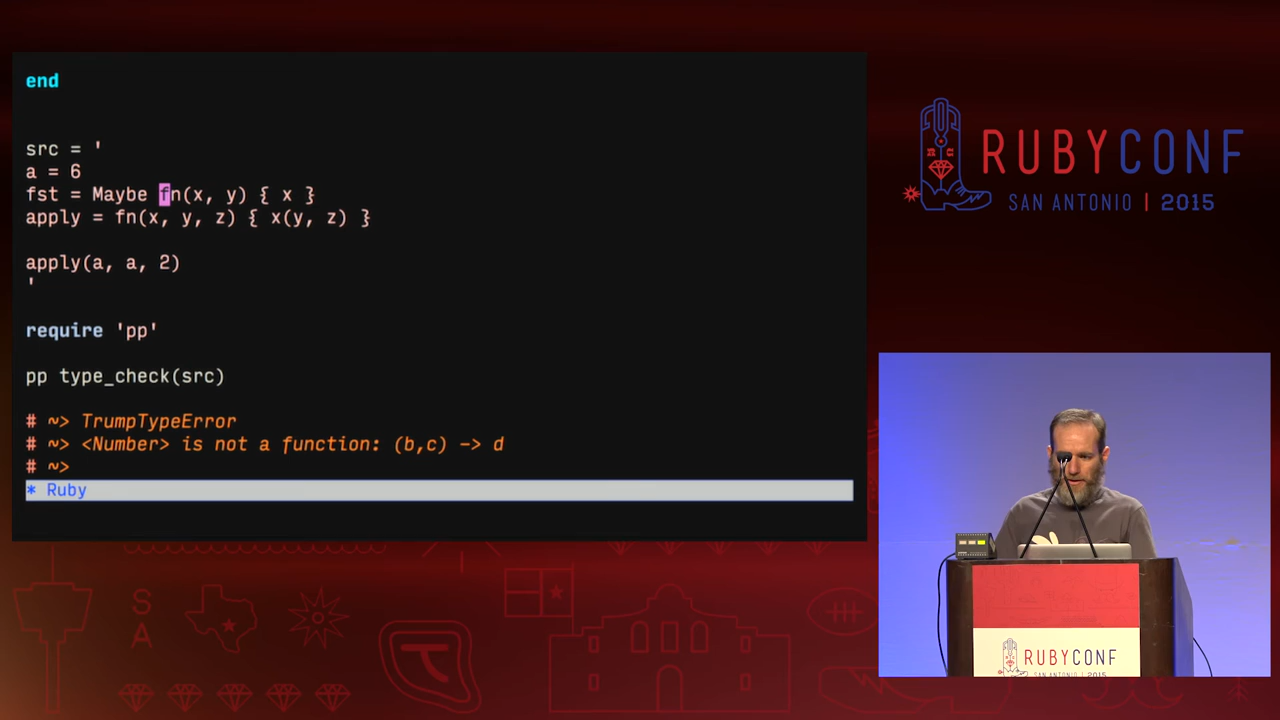 end
src = '
a = 6
fst = Maybe fn(x, y) { x }
apply = fn(x, y, z) { x(y, z) }
apply(a, a, 2)
'
require 'pp'
pp type_check(src)
# ~> TrumpTypeError
# ~> <Number> is not a function: (b,c) -> d
# ~>
* Ruby
RUBYCONF
SAN ANTONIO | 2015
S
A
RUBYCONF